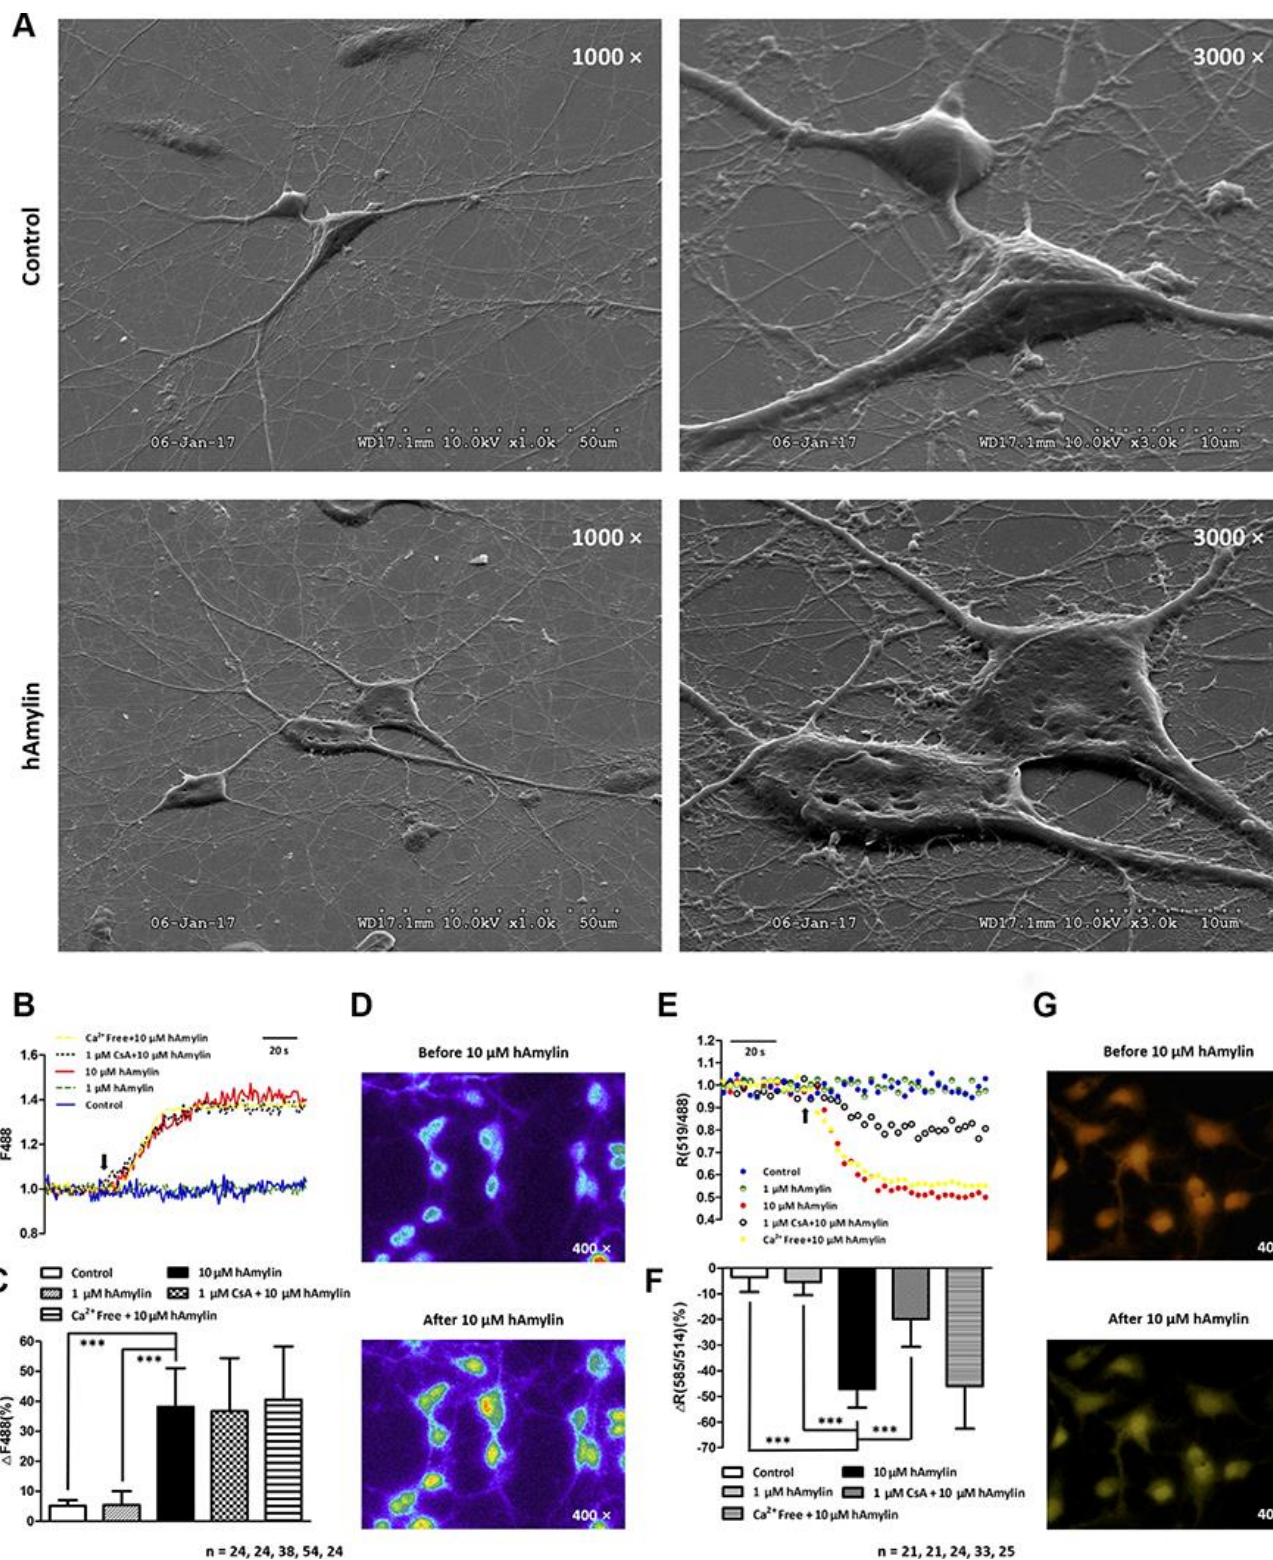 A
1000 ×
3000 ×
Control
06-Jan-17 WD17.1mm 10.0kV x1.0k 50um
06-Jan-17 WD17.1mm 10.0kV x3.0k 10um
1000 ×
3000 ×
hAmylin
06-Jan-17 WD17.1mm 10.0kV x1.0k 50um
06-Jan-17 WD17.1mm 10.0kV x3.0k 10um
B
Ca²⁺ Free+10 μM hAmylin
1 μM CsA+10 μM hAmylin
10 μM hAmylin
1 μM hAmylin
Control
20 s
F488
1.6
1.4
1.2
1.0
0.8
C
Control
10 μM hAmylin
1 μM hAmylin
1 μM CsA + 10 μM hAmylin
Ca²⁺ Free + 10 μM hAmylin
△F488(%)
60
50
40
30
20
10
0
***
***
n = 24, 24, 38, 54, 24
D
Before 10 μM hAmylin
400 ×
After 10 μM hAmylin
400 ×
E
R(519/488)
1.2
1.1
1.0
0.9
0.8
0.7
0.6
0.5
0.4
20 s
Control
1 μM hAmylin
10 μM hAmylin
1 μM CsA+10 μM hAmylin
Ca²⁺ Free+10 μM hAmylin
F
△R(585/514)(%)
0
-10
-20
-30
-40
-50
-60
-70
***
***
***
Control
10 μM hAmylin
1 μM hAmylin
1 μM CsA + 10 μM hAmylin
Ca²⁺ Free + 10 μM hAmylin
n = 21, 21, 24, 33, 25
G
Before 10 μM hAmylin
40
After 10 μM hAmylin
40